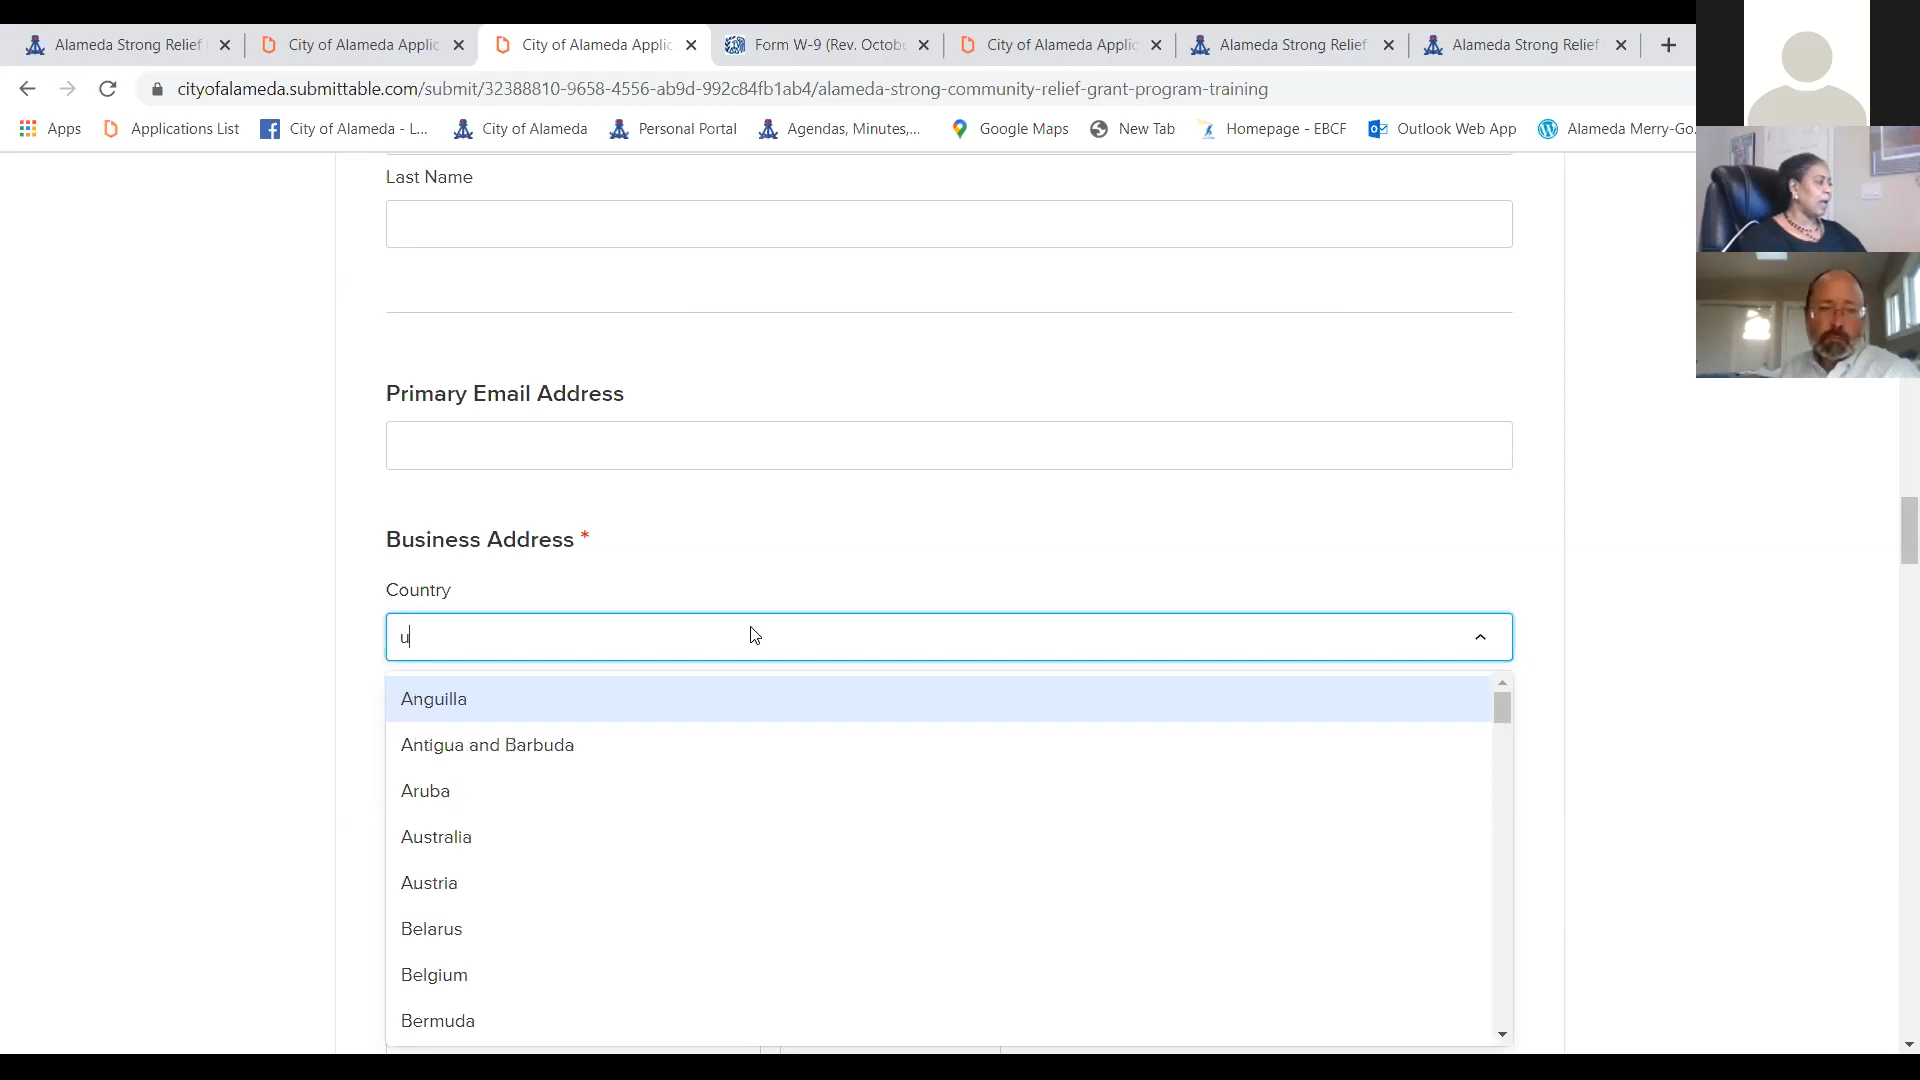 Alameda Strong Relief
City of Alameda Applic
City of Alameda Applic
Form W-9 (Rev. Octobe
City of Alameda Applic
Alameda Strong Relief
Alameda Strong Relief
cityofalameda.submittable.com/submit/32388810-9658-4556-ab9d-992c84fb1ab4/alameda-strong-community-relief-grant-program-training
Apps
Applications List
City of Alameda - L...
City of Alameda
Personal Portal
Agendas, Minutes,...
Google Maps
New Tab
Homepage - EBCF
Outlook Web App
Alameda Merry-Go.
Last Name
Primary Email Address
Business Address *
Country
u
Anguilla
Antigua and Barbuda
Aruba
Australia
Austria
Belarus
Belgium
Bermuda